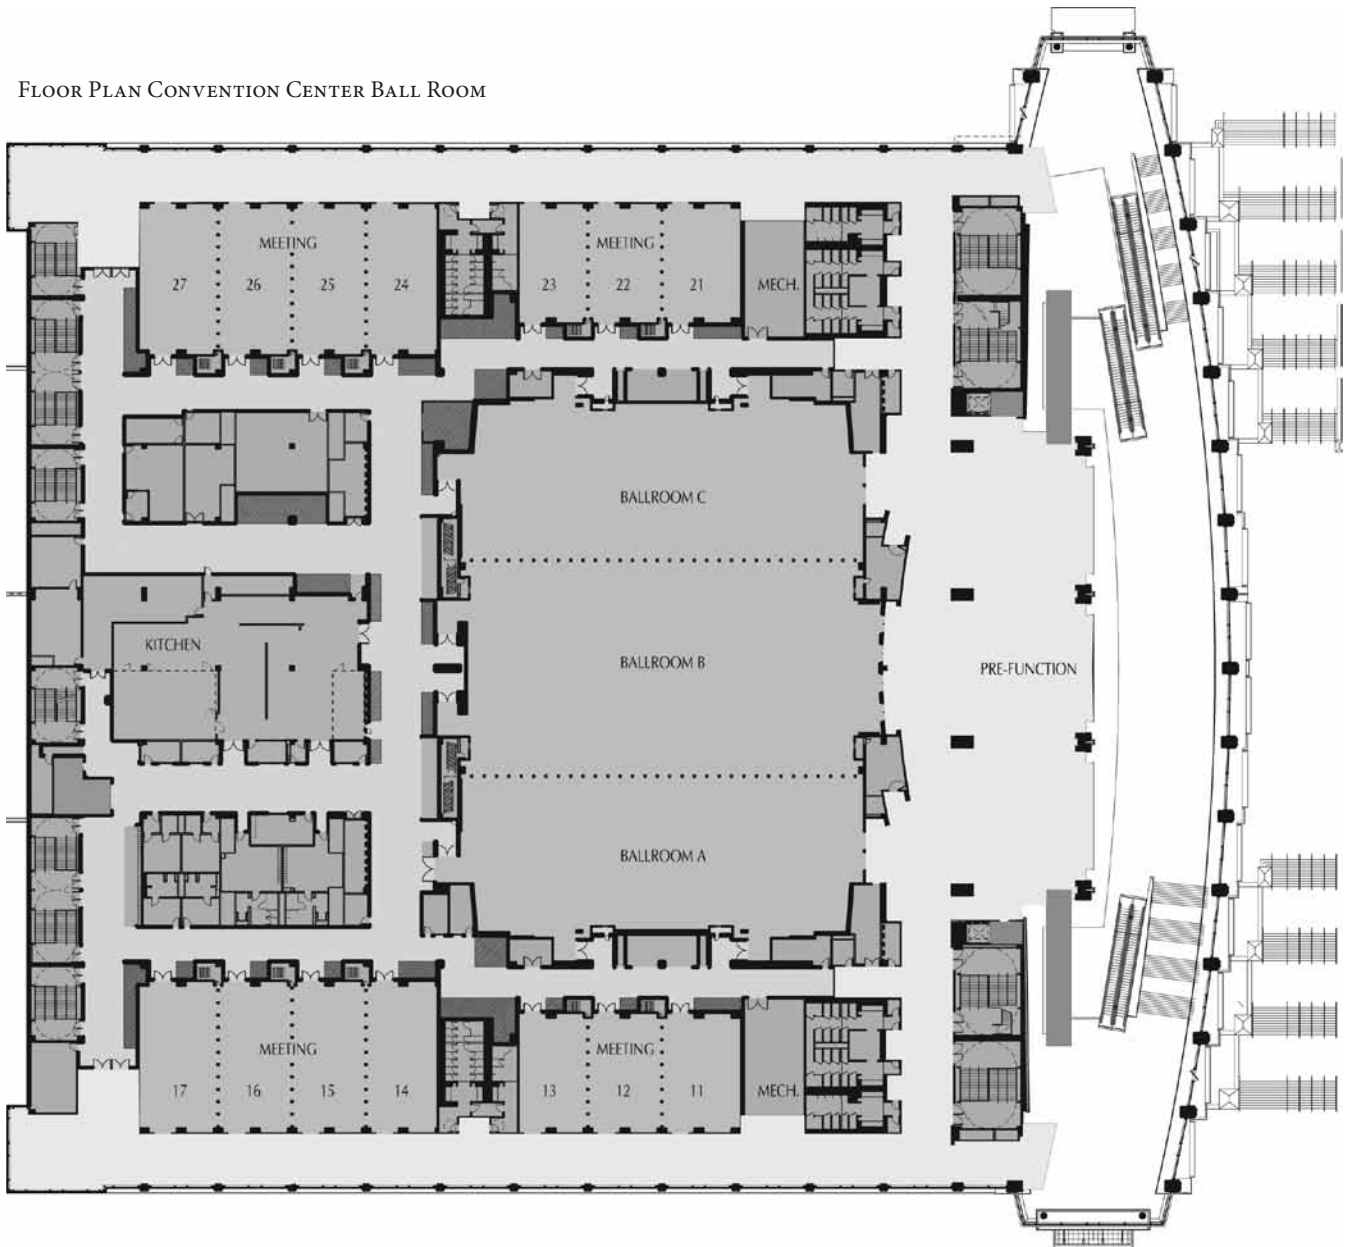 Floor Plan Convention Center Ball Room
MEETING
27 26 25 24
MEETING
23 22 21
MECH.
BALLROOM C
KITCHEN
BALLROOM B
PRE-FUNCTION
BALLROOM A
MEETING
17 16 15 14
MEETING
13 12 11
MECH.